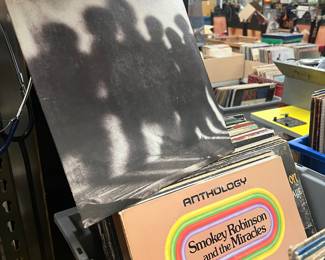 ANTHOLOGY
Smokey Robinson
and the Miracles